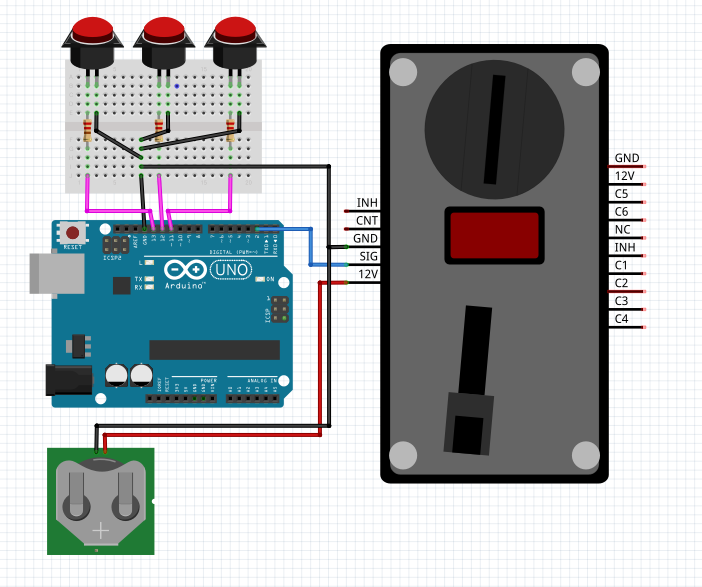 INH
CNT
GND
SIG
12V
GND
12V
C5
C6
NC
INH
C1
C2
C3
C4
RESET
ICSP2
AREF
GND
13
12
~11
~10
~9
8
7
~6
~5
4
~3
2
TX▸1
RX◂0
DIGITAL (PWM=~)
L
TX
RX
UNO
Arduino™
ON
ICSP
POWER
ANALOG IN
IOREF
RESET
3V3
5V
GND
GND
VIN
A0
A1
A2
A3
A4
A5